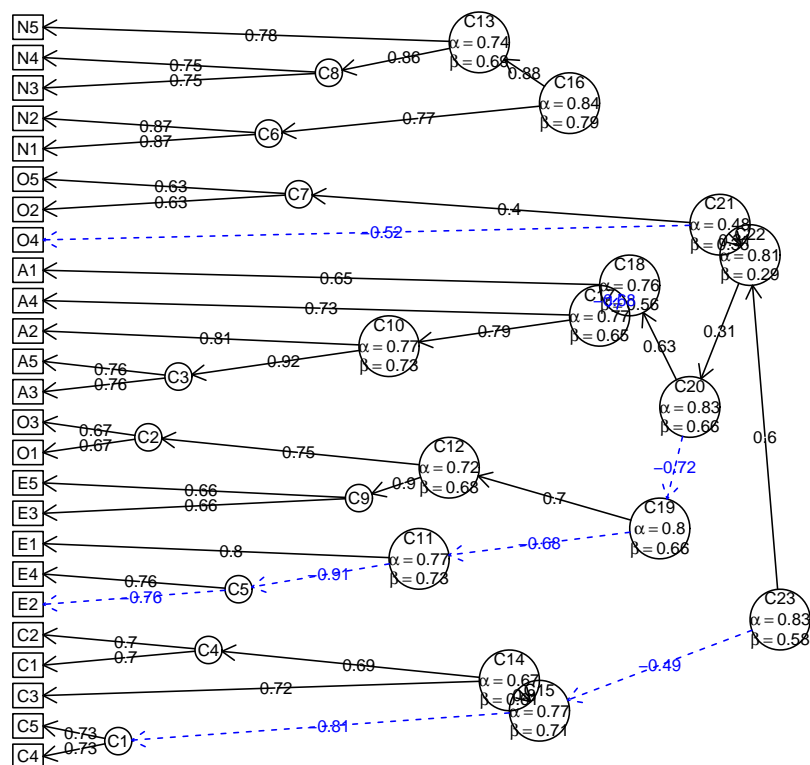 N5
N4
N3
N2
N1
O5
O2
O4
A1
A4
A2
A5
A3
O3
O1
E5
E3
E1
E4
E2
C2
C1
C3
C5
C4
0.78
0.75
0.75
0.86
0.88
0.87
0.87
0.77
0.63
0.63
0.4
−0.52
0.65
0.73
0.81
0.79
0.92
0.76
0.76
0.63
0.31
0.6
0.67
0.67
0.75
0.66
0.66
0.9
0.7
−0.72
0.8
−0.68
−0.91
0.76
−0.76
0.7
0.7
0.69
0.72
−0.49
−0.81
0.73
0.73
C13
α = 0.74
β = 0.69
C8
C16
α = 0.84
β = 0.79
C6
C7
C21
α = 0.48
C22
α = 0.81
β = 0.29
C18
α = 0.76
0.56
α = 0.77
β = 0.65
C10
α = 0.77
β = 0.73
C3
C20
α = 0.83
β = 0.66
C2
C12
α = 0.72
β = 0.68
C9
C19
α = 0.8
β = 0.66
C11
α = 0.77
β = 0.73
C5
C23
α = 0.83
β = 0.58
C4
C14
α = 0.67
C15
α = 0.77
β = 0.71
C1